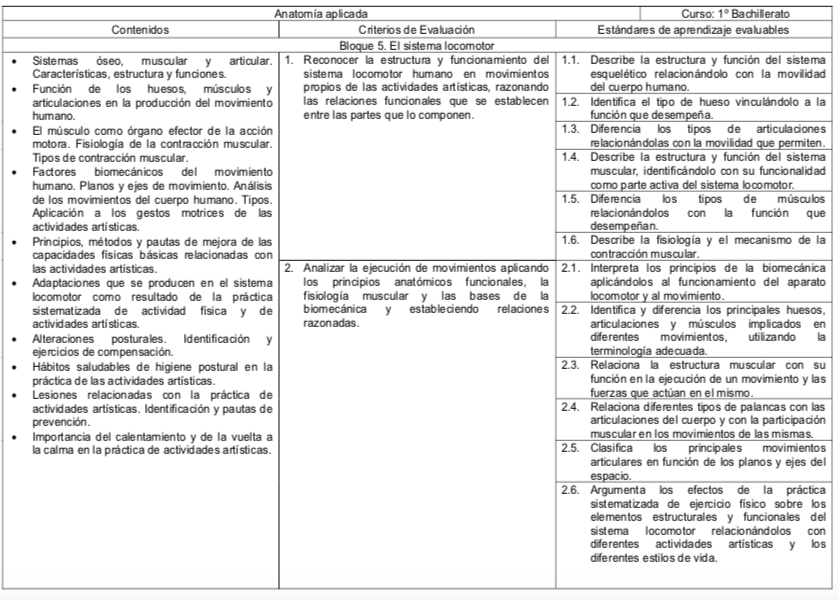 Anatomía aplicada
Curso: 1º Bachillerato
Contenidos
Criterios de Evaluación
Estándares de aprendizaje evaluables
Bloque 5. El sistema locomotor
• Sistemas óseo, muscular y articular.
Características, estructura y funciones.
• Función de los huesos, músculos y
articulaciones en la producción del movimiento
humano.
• El músculo como órgano efector de la acción
motora. Fisiología de la contracción muscular.
Tipos de contracción muscular.
• Factores biomecánicos del movimiento
humano. Planos y ejes de movimiento. Análisis
de los movimientos del cuerpo humano. Tipos.
Aplicación a los gestos motrices de las
actividades artísticas.
• Principios, métodos y pautas de mejora de las
capacidades físicas básicas relacionadas con
las actividades artísticas.
• Adaptaciones que se producen en el sistema
locomotor como resultado de la práctica
sistematizada de actividad física y de
actividades artísticas.
• Alteraciones posturales. Identificación y
ejercicios de compensación.
• Hábitos saludables de higiene postural en la
práctica de las actividades artísticas.
• Lesiones relacionadas con la práctica de
actividades artísticas. Identificación y pautas de
prevención.
• Importancia del calentamiento y de la vuelta a
la calma en la práctica de actividades artísticas.
1. Reconocer la estructura y funcionamiento del
sistema locomotor humano en movimientos
propios de las actividades artísticas, razonando
las relaciones funcionales que se establecen
entre las partes que lo componen.
1.1. Describe la estructura y función del sistema
esquelético relacionándolo con la movilidad
del cuerpo humano.
1.2. Identifica el tipo de hueso vinculándolo a la
función que desempeña.
1.3. Diferencia los tipos de articulaciones
relacionándolas con la movilidad que permiten.
1.4. Describe la estructura y función del sistema
muscular, identificándolo con su funcionalidad
como parte activa del sistema locomotor.
1.5. Diferencia los tipos de músculos
relacionándolos con la función que
desempeñan.
1.6. Describe la fisiología y el mecanismo de la
contracción muscular.
2. Analizar la ejecución de movimientos aplicando
los principios anatómicos funcionales, la
fisiología muscular y las bases de la
biomecánica y estableciendo relaciones
razonadas.
2.1. Interpreta los principios de la biomecánica
aplicándolos al funcionamiento del aparato
locomotor y al movimiento.
2.2. Identifica y diferencia los principales huesos,
articulaciones y músculos implicados en
diferentes movimientos, utilizando la
terminología adecuada.
2.3. Relaciona la estructura muscular con su
función en la ejecución de un movimiento y las
fuerzas que actúan en el mismo.
2.4. Relaciona diferentes tipos de palancas con las
articulaciones del cuerpo y con la participación
muscular en los movimientos de las mismas.
2.5. Clasifica los principales movimientos
articulares en función de los planos y ejes del
espacio.
2.6. Argumenta los efectos de la práctica
sistematizada de ejercicio físico sobre los
elementos estructurales y funcionales del
sistema locomotor relacionándolos con
diferentes actividades artísticas y los
diferentes estilos de vida.